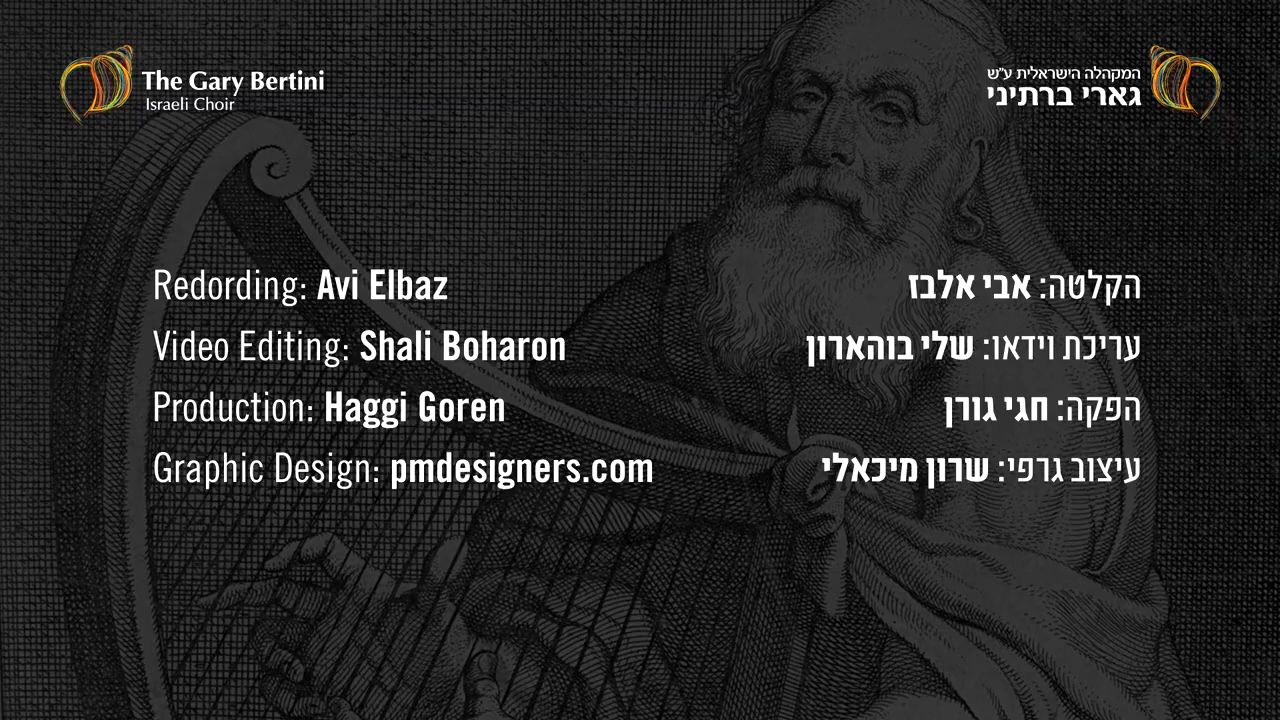 The Gary Bertini
Israeli Choir
המקהלה הישראלית ע"ש
גארי ברתיני
Redording: Avi Elbaz
Video Editing: Shali Boharon
Production: Haggi Goren
Graphic Design: pmdesigners.com
הקלטה: אבי אלבז
עריכת וידאו: שלי בוהארון
הפקה: חגי גורן
עיצוב גרפי: שרון מיכאלי